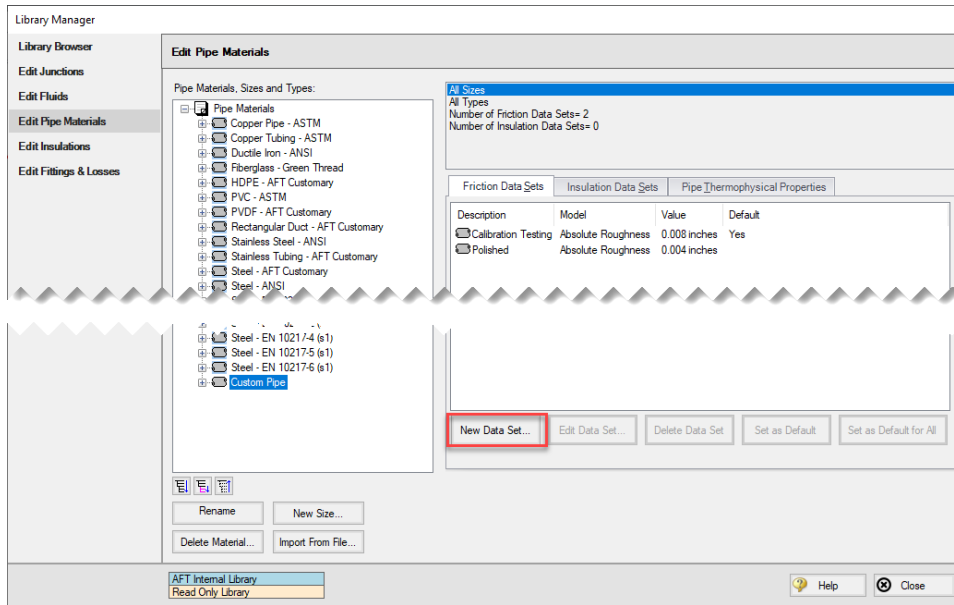 Library Manager
Library Browser
Edit Junctions
Edit Fluids
Edit Pipe Materials
Edit Insulations
Edit Fittings & Losses
Edit Pipe Materials
Pipe Materials, Sizes and Types:
Pipe Materials
Copper Pipe - ASTM
Copper Tubing - ASTM
Ductile Iron - ANSI
Fiberglass - Green Thread
HDPE - AFT Customary
PVC - ASTM
PVDF - AFT Customary
Rectangular Duct - AFT Customary
Stainless Steel - ANSI
Stainless Tubing - AFT Customary
Steel - AFT Customary
Steel - ANSI
Steel - EN 10217-4 (s1)
Steel - EN 10217-5 (s1)
Steel - EN 10217-6 (s1)
Custom Pipe
Rename
New Size...
Delete Material...
Import From File...
All Sizes
All Types
Number of Friction Data Sets= 2
Number of Insulation Data Sets= 0
Friction Data Sets
Insulation Data Sets
Pipe Thermophysical Properties
Description Model Value Default
Calibration Testing Absolute Roughness 0.008 inches Yes
Polished Absolute Roughness 0.004 inches
New Data Set...
Edit Data Set...
Delete Data Set
Set as Default
Set as Default for All
AFT Internal Library
Read Only Library
Help
Close